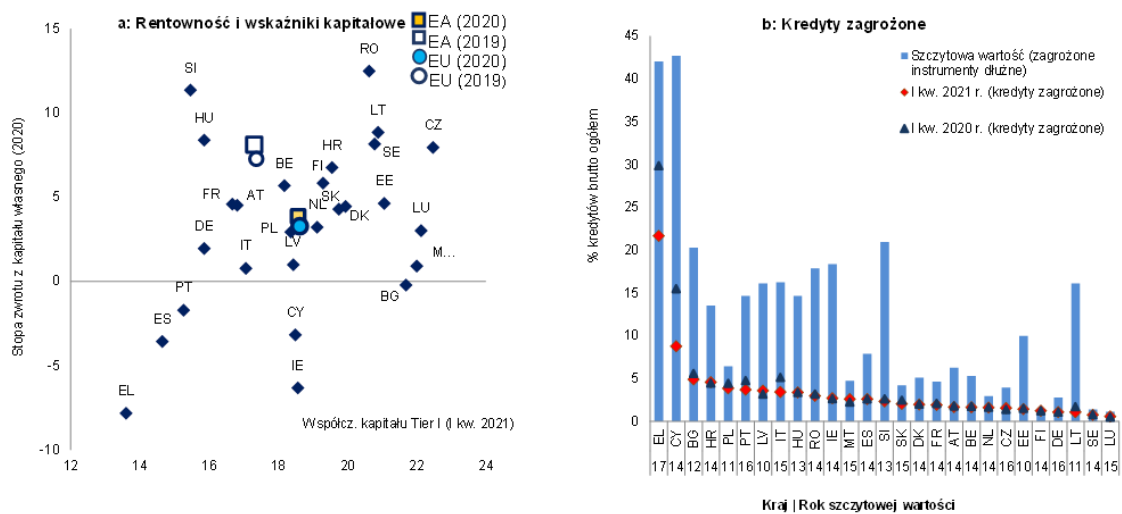 a: Rentowność i wskaźniki kapitałowe
EA (2020)
EA (2019)
EU (2020)
EU (2019)
Stopa zwrotu z kapitału własnego (2020)
15
10
5
0
-5
-10
12
14
16
18
20
22
24
RO
SI
HU
LT
CZ
SE
HR
BE
FI
EE
FR
AT
SK
NL
DK
PL
LU
DE
IT
LV
M...
BG
PT
ES
CY
IE
EL
Współcz. kapitału Tier I (I kw. 2021)
b: Kredyty zagrożone
Szczytowa wartość (zagrożone
instrumenty dłużne)
I kw. 2021 r. (kredyty zagrożone)
I kw. 2020 r. (kredyty zagrożone)
% kredytów brutto ogółem
45
40
35
30
25
20
15
10
5
0
EL CY BG HR PL PT LV IT HU RO IE MT ES SI SK DK FR AT BE NL CZ EE FI DE LT SE LU
17 14 12 14 11 16 10 15 13 14 14 15 14 13 15 14 14 14 14 14 14 10 14 16 11 14 15
Kraj | Rok szczytowej wartości